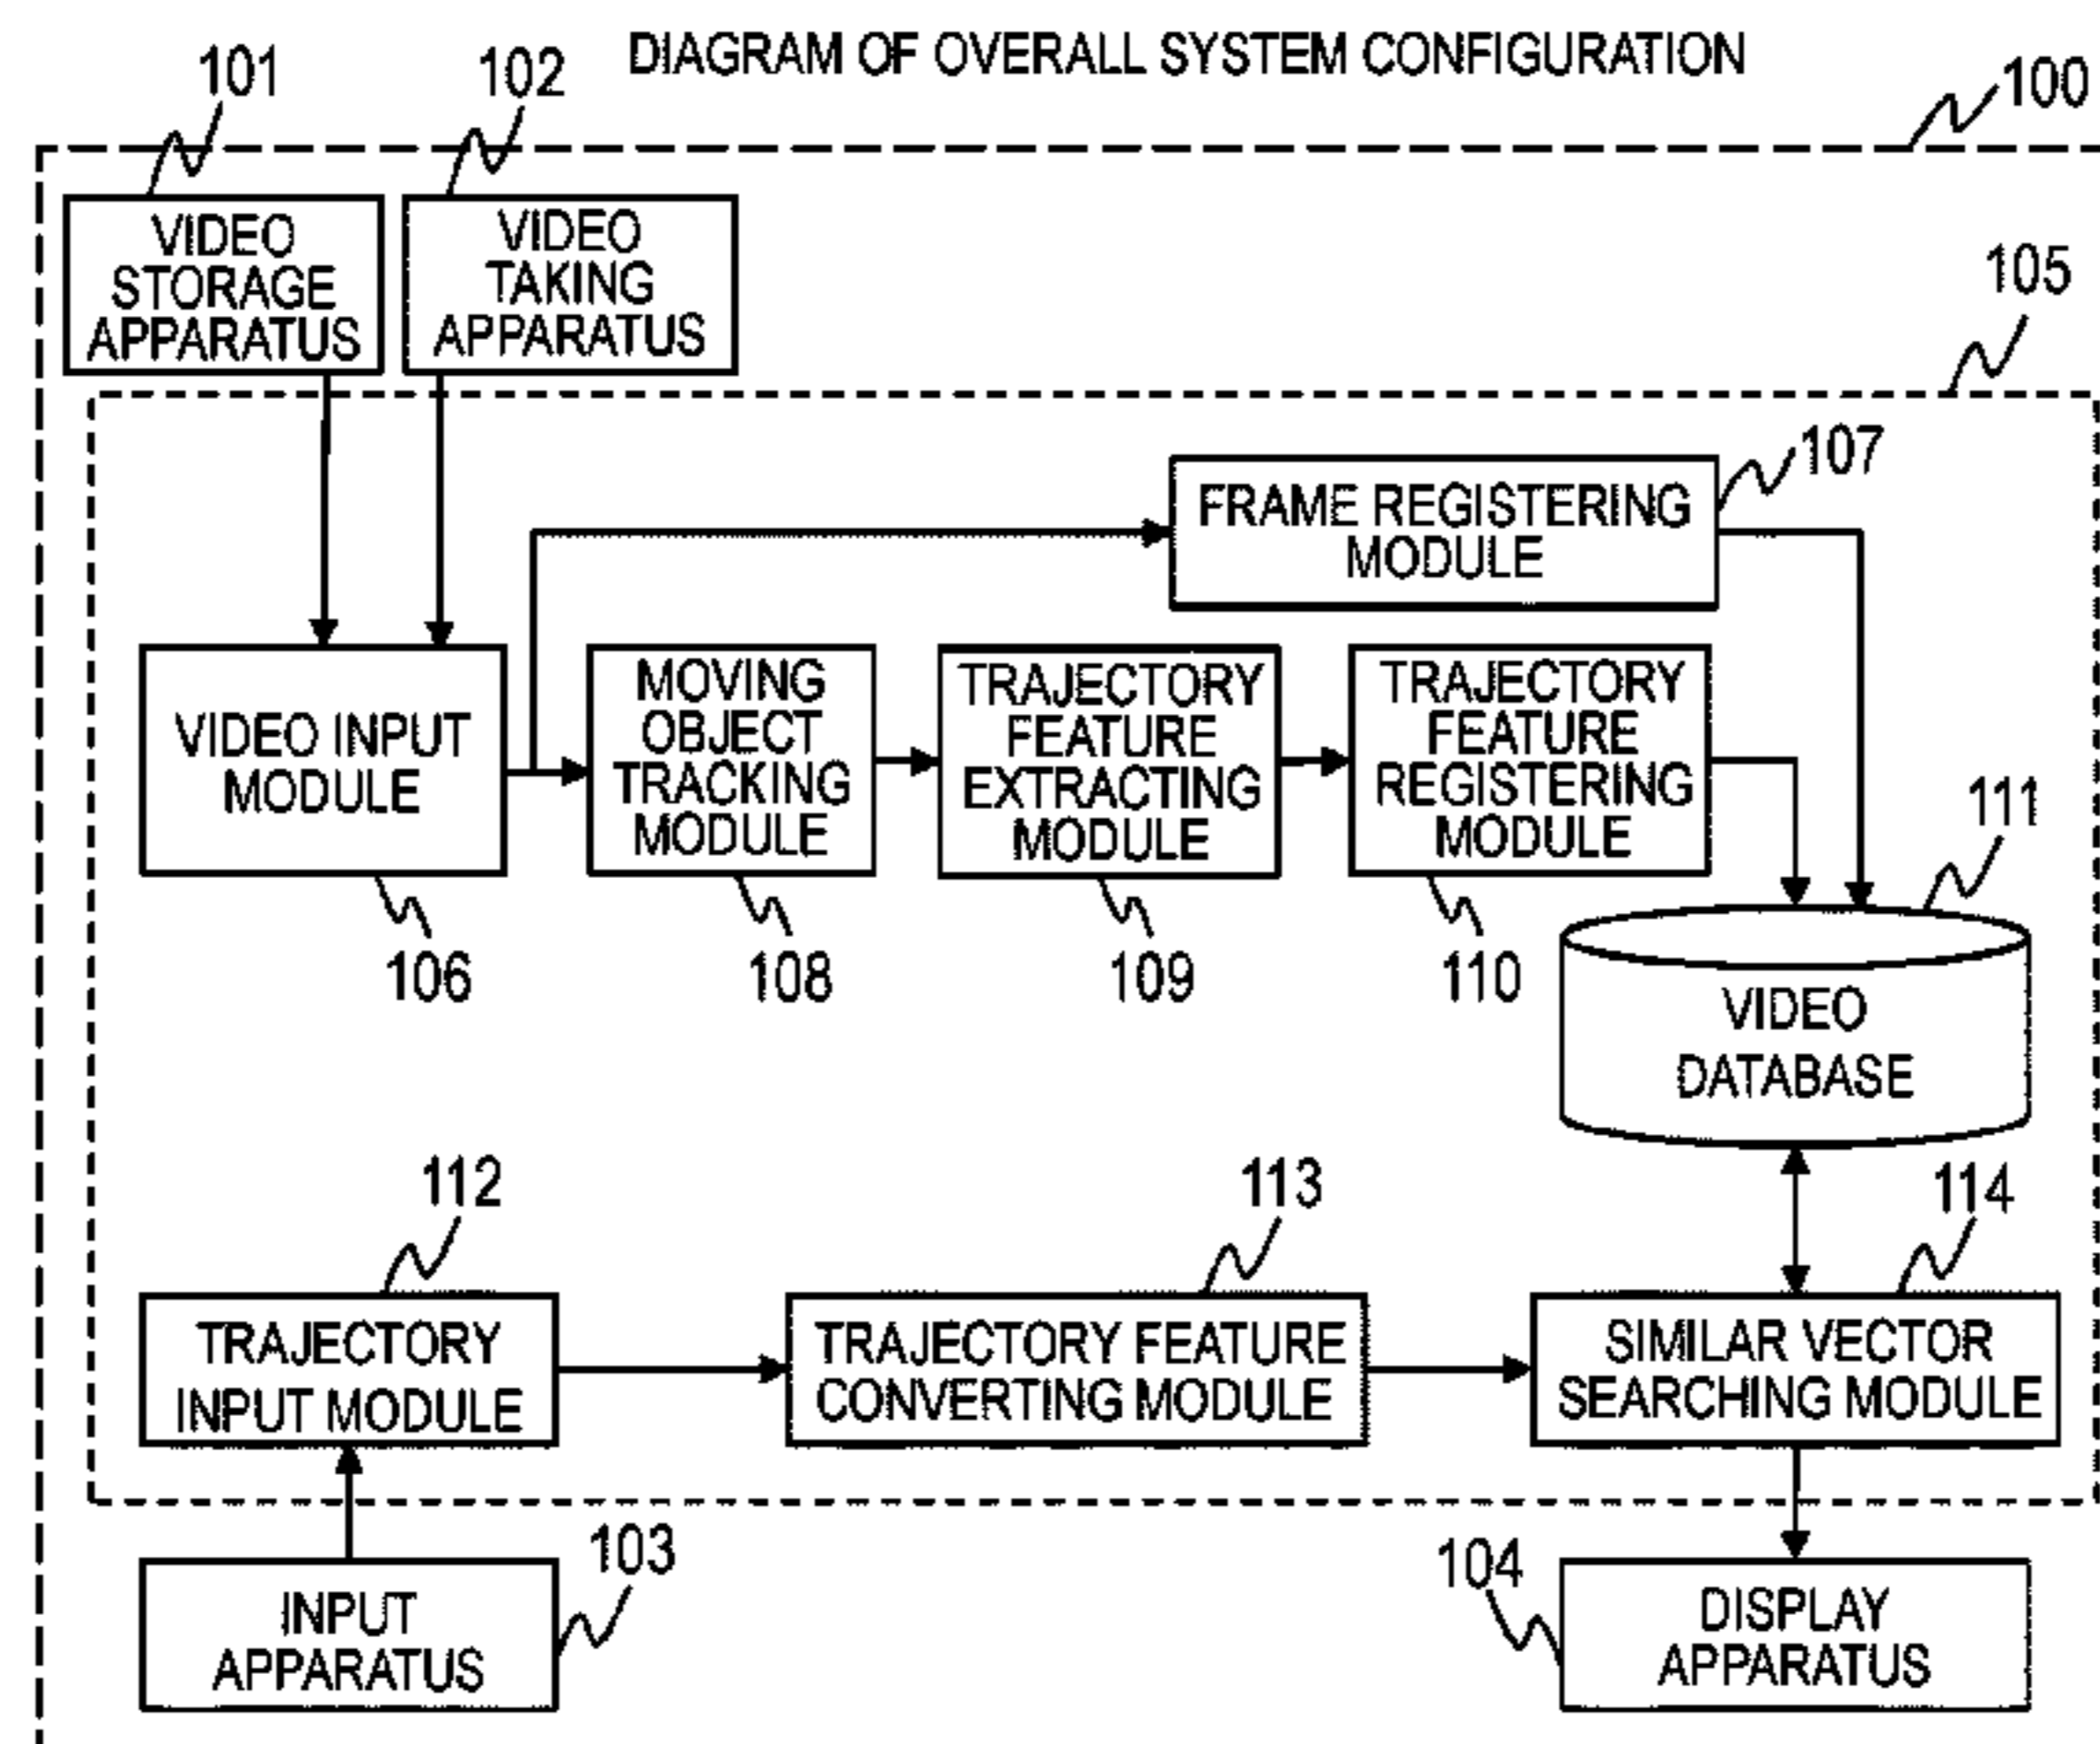 DIAGRAM OF OVERALL SYSTEM CONFIGURATION
100
101
102
VIDEO
STORAGE
APPARATUS
VIDEO
TAKING
APPARATUS
105
107
FRAME REGISTERING
MODULE
VIDEO INPUT
MODULE
MOVING
OBJECT
TRACKING
MODULE
TRAJECTORY
FEATURE
EXTRACTING
MODULE
TRAJECTORY
FEATURE
REGISTERING
MODULE
111
106
108
109
110
VIDEO
DATABASE
112
113
114
TRAJECTORY
INPUT MODULE
TRAJECTORY FEATURE
CONVERTING MODULE
SIMILAR VECTOR
SEARCHING MODULE
103
104
INPUT
APPARATUS
DISPLAY
APPARATUS